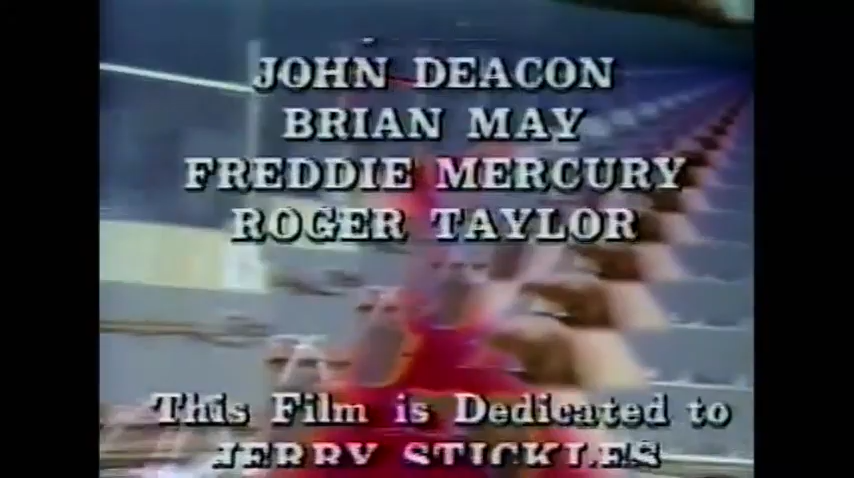 JOHN DEACON
BRIAN MAY
FREDDIE MERCURY
ROGER TAYLOR
This Film is Dedicated to
JERRY STICKLES